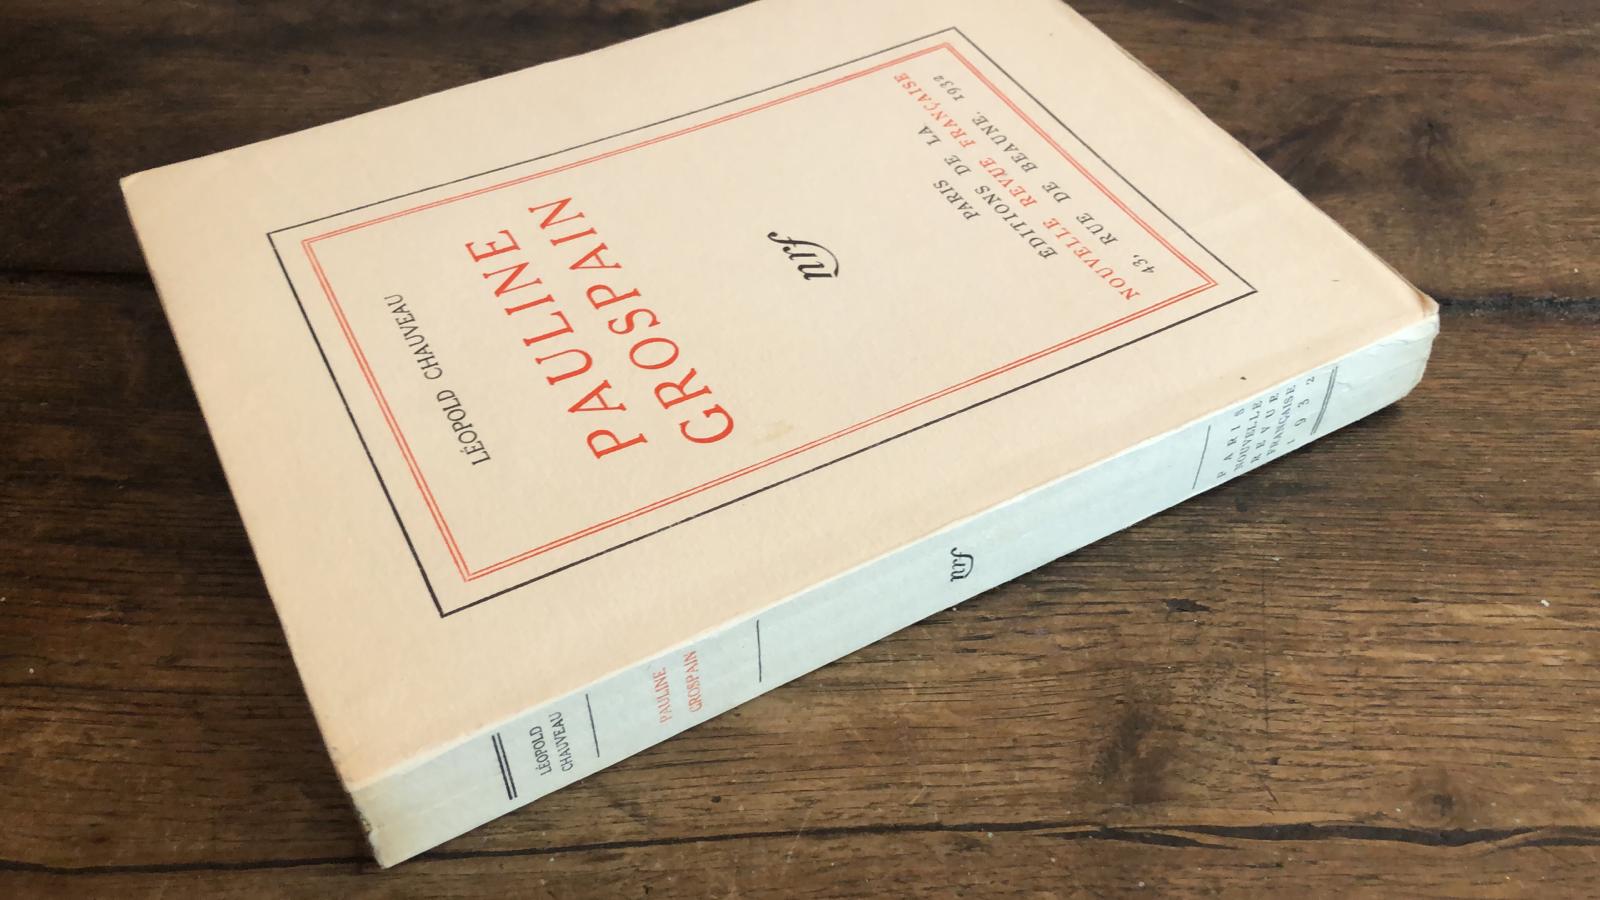 LÉOPOLD CHAUVEAU
PAULINE
GROSPAIN
nrf
PARIS
EDITIONS DE LA
NOUVELLE REVUE FRANÇAISE
43, RUE DE BEAUNE. 1932
LÉOPOLD
CHAUVEAU
PAULINE
GROSPAIN
nrf
PARIS
NOUVELLE
REVUE
FRANÇAISE
1932